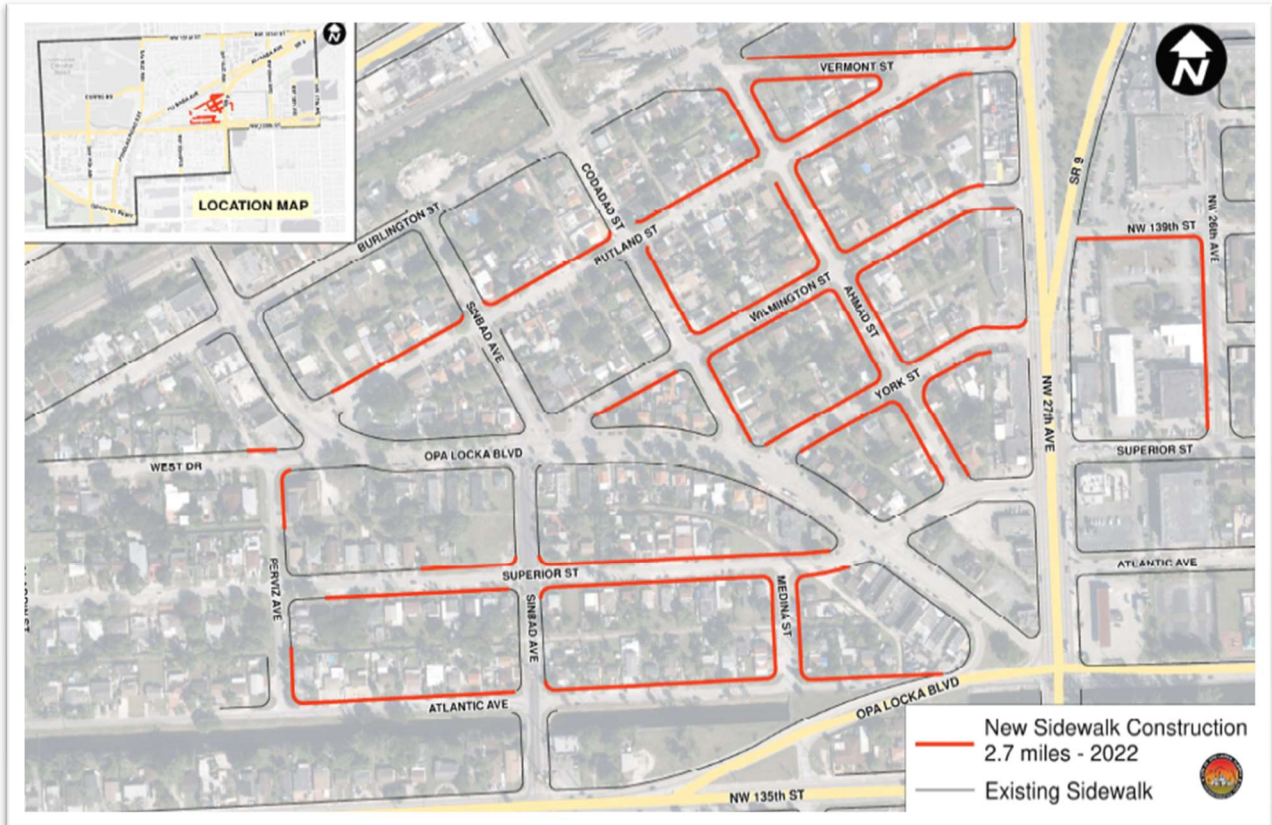 LOCATION MAP
N
VERMONT ST
SR 9
CODADAD ST
BURLINGTON ST
RUTLAND ST
NW 139th ST
NW 26th AVE
WILMINGTON ST
AHMAD ST
SINBAD AVE
YORK ST
NW 27th AVE
OPA LOCKA BLVD
WEST DR
SUPERIOR ST
PERVIZ AVE
SUPERIOR ST
SINBAD AVE
MEDINA ST
ATLANTIC AVE
ATLANTIC AVE
OPA LOCKA BLVD
NW 135th ST
New Sidewalk Construction
2.7 miles - 2022
Existing Sidewalk